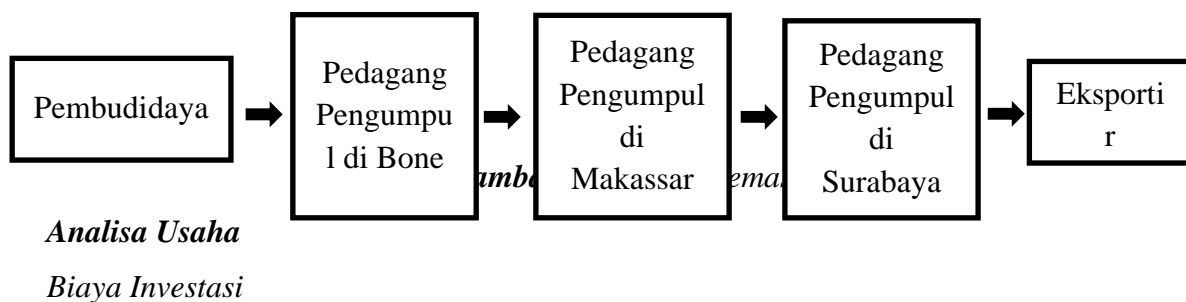 Pembudidaya
Pedagang
Pengumpu
l di Bone
Pedagang
Pengumpul
di
Makassar
Pedagang
Pengumpul
di
Surabaya
Eksporti
r
Analisa Usaha
Biaya Investasi